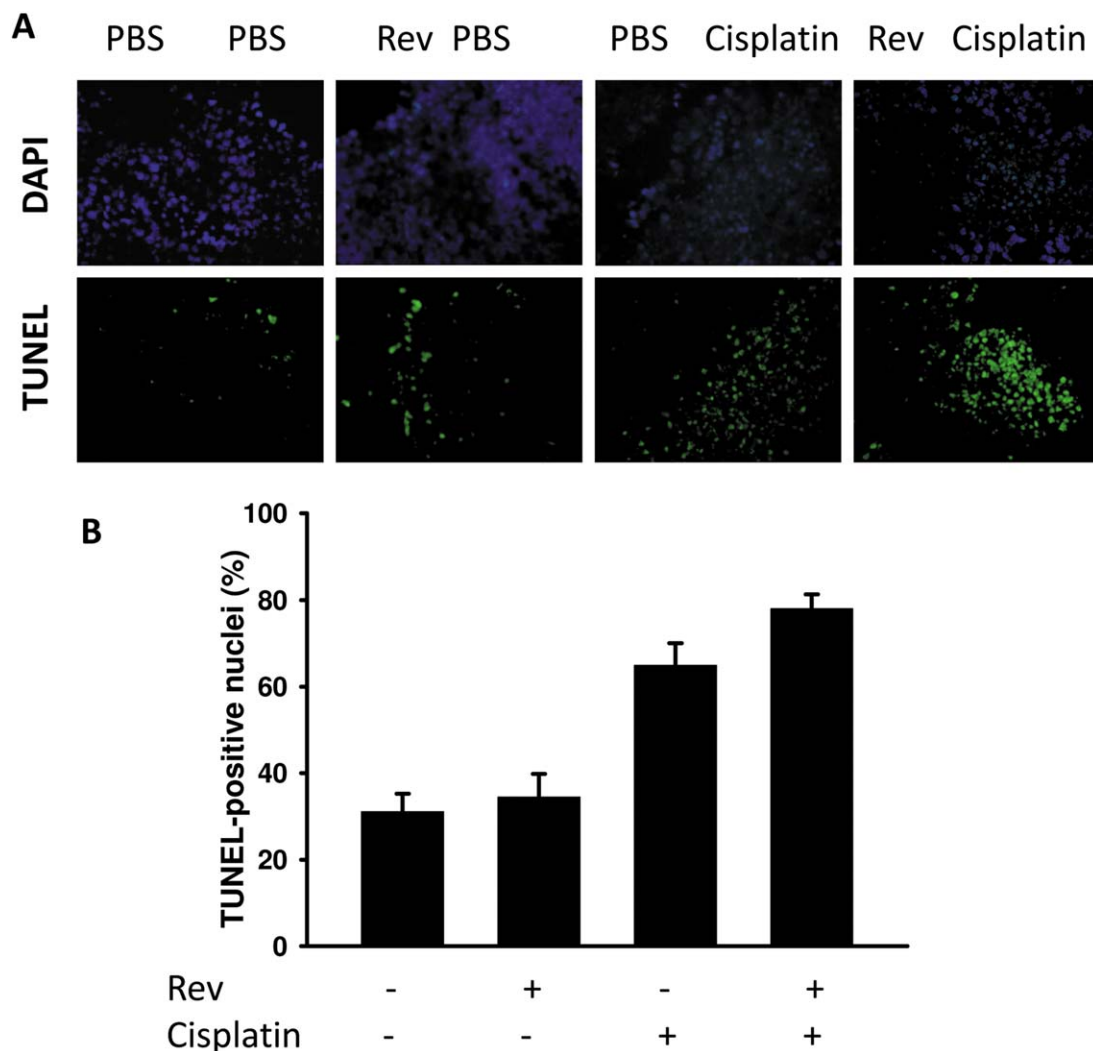 A
PBS PBS Rev PBS PBS Cisplatin Rev Cisplatin
DAPI
TUNEL
B
TUNEL-positive nuclei (%)
100
80
60
40
20
0
Rev - + - +
Cisplatin - - + +